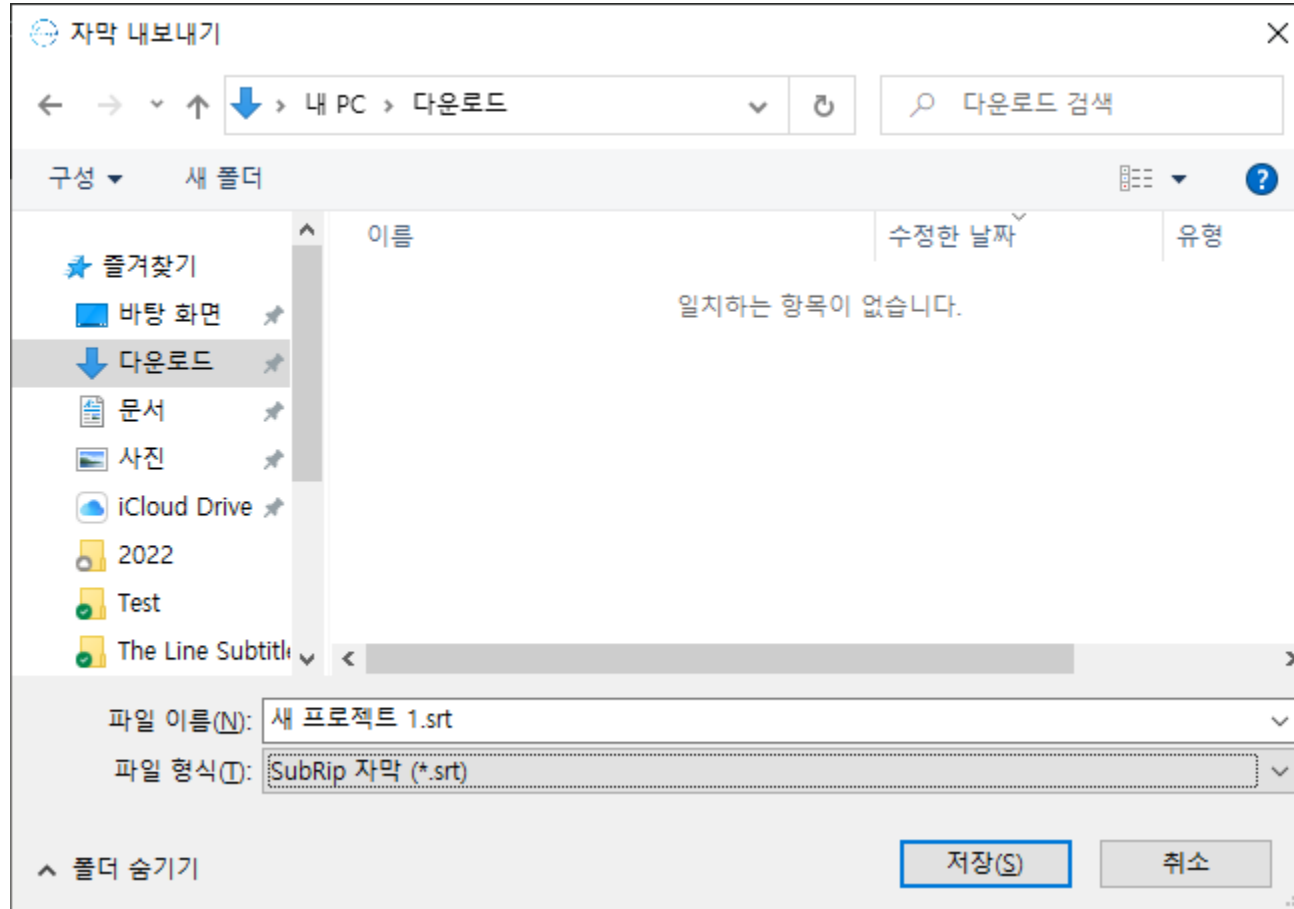 자막 내보내기
내 PC › 다운로드
다운로드 검색
구성
새 폴더
이름
수정한 날짜
유형
일치하는 항목이 없습니다.
즐겨찾기
바탕 화면
다운로드
문서
사진
iCloud Drive
2022
Test
The Line Subtitle
파일 이름(N): 새 프로젝트 1.srt
파일 형식(T): SubRip 자막 (*.srt)
폴더 숨기기
저장(S)
취소